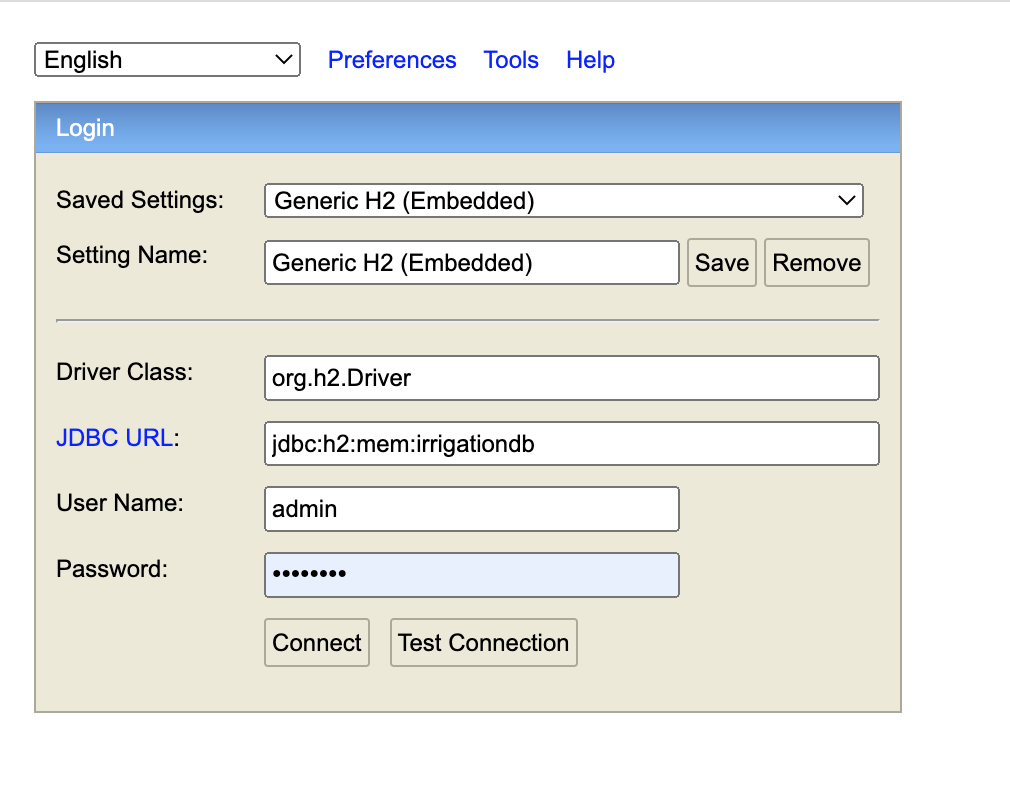 English Preferences Tools Help
Login
Saved Settings: Generic H2 (Embedded)
Setting Name: Generic H2 (Embedded) Save Remove
Driver Class: org.h2.Driver
JDBC URL: jdbc:h2:mem:irrigationdb
User Name: admin
Password: ••••••••
Connect Test Connection